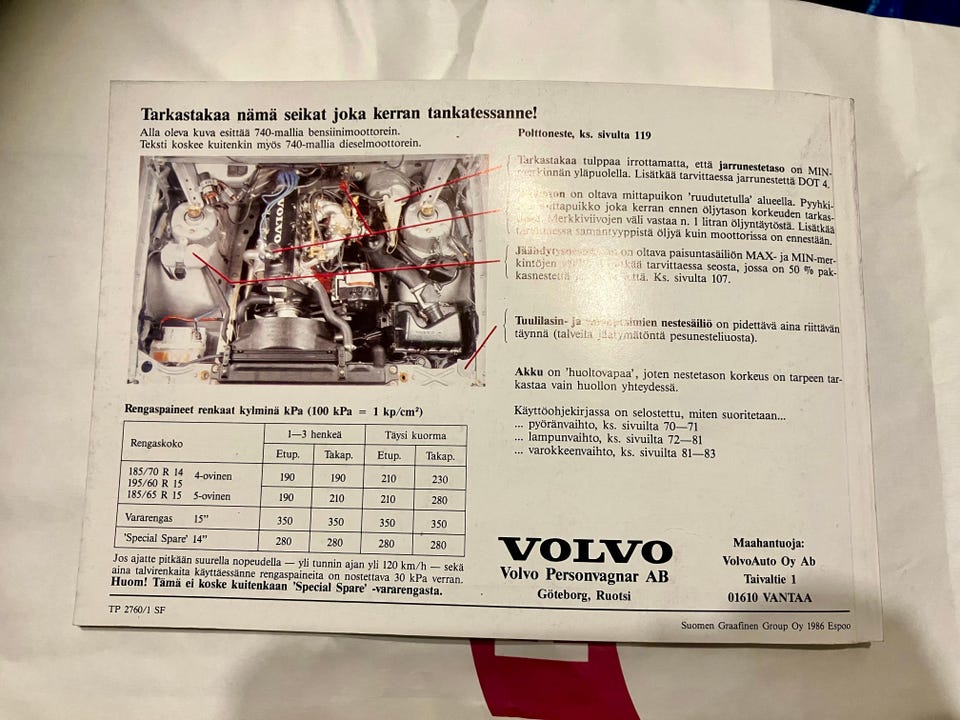 Tarkastakaa nämä seikat joka kerran tankatessanne!
Alla oleva kuva esittää 740-mallia bensiinimoottorein.
Teksti koskee kuitenkin myös 740-mallia dieselmoottorein.
VOLVO
Polttoneste, ks. sivulta 119
Tarkastakaa tulppaa irrottamatta, että jarrunestetaso on MIN-
merkinnän yläpuolella. Lisätkää tarvittaessa jarrunestettä DOT 4.
on oltava mittapuikon 'ruudutetulla' alueella. Pyyhki-
mittapuikko joka kerran ennen öljytason korkeuden tarkas-
Merkkiviivojen väli vastaa n. 1 litran öljyntäytöstä. Lisätkää
tarvittaessa samantyyppistä öljyä kuin moottorissa on ennestään.
on oltava paisuntasäiliön MAX- ja MIN-mer-
kintöjen tarvittaessa seosta, jossa on 50 % pak-
kasnestettä Ks. sivulta 107.
Tuulilasin- ja nestesäiliö on pidettävä aina riittävän
täynnä (talvella jäätymätöntä pesunesteliuosta).
Akku on 'huoltovapaa', joten nestetason korkeus on tarpeen tar-
kastaa vain huollon yhteydessä.
Käyttöohjekirjassa on selostettu, miten suoritetaan...
... pyöränvaihto, ks. sivuilta 70—71
... lampunvaihto, ks. sivuilta 72—81
... varokkeenvaihto, ks. sivuilta 81—83
Rengaspaineet renkaat kylminä kPa (100 kPa = 1 kp/cm²)
Rengaskoko 1—3 henkeä Täysi kuorma
Etup. Takap. Etup. Takap.
185/70 R 14 4-ovinen 190 190 210 230
195/60 R 15
185/65 R 15 5-ovinen 190 210 210 280
Vararengas 15” 350 350 350 350
'Special Spare' 14” 280 280 280 280
Jos ajatte pitkään suurella nopeudella — yli tunnin ajan yli 120 km/h — sekä
aina talvirenkaita käyttäessänne rengaspaineita on nostettava 30 kPa verran.
Huom! Tämä ei koske kuitenkaan 'Special Spare' -vararengasta.
VOLVO
Volvo Personvagnar AB
Göteborg, Ruotsi
Maahantuoja:
VolvoAuto Oy Ab
Taivaltie 1
01610 VANTAA
TP 2760/1 SF
Suomen Graafinen Group Oy 1986 Espoo